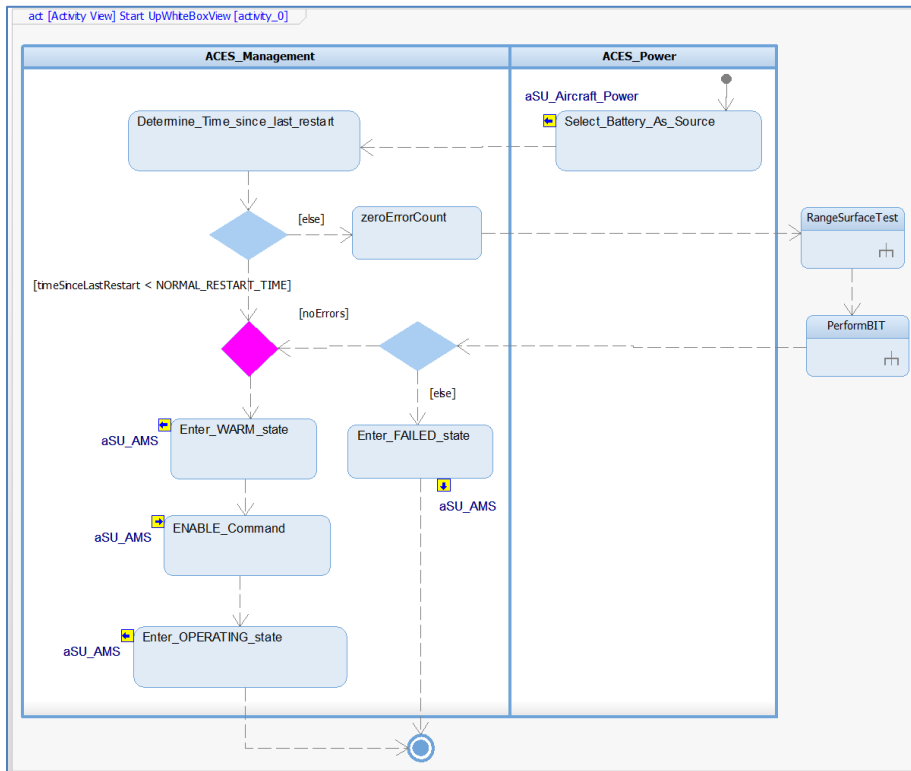 act [Activity View] Start UpWhiteBoxView [activity_0]
ACES_Management
ACES_Power
aSU_Aircraft_Power
Determine_Time_since_last_restart
Select_Battery_As_Source
[else]
zeroErrorCount
RangeSurfaceTest
[timeSinceLastRestart < NORMAL_RESTART_TIME]
[noErrors]
PerformBIT
[else]
Enter_WARM_state
aSU_AMS
Enter_FAILED_state
aSU_AMS
ENABLE_Command
aSU_AMS
Enter_OPERATING_state
aSU_AMS